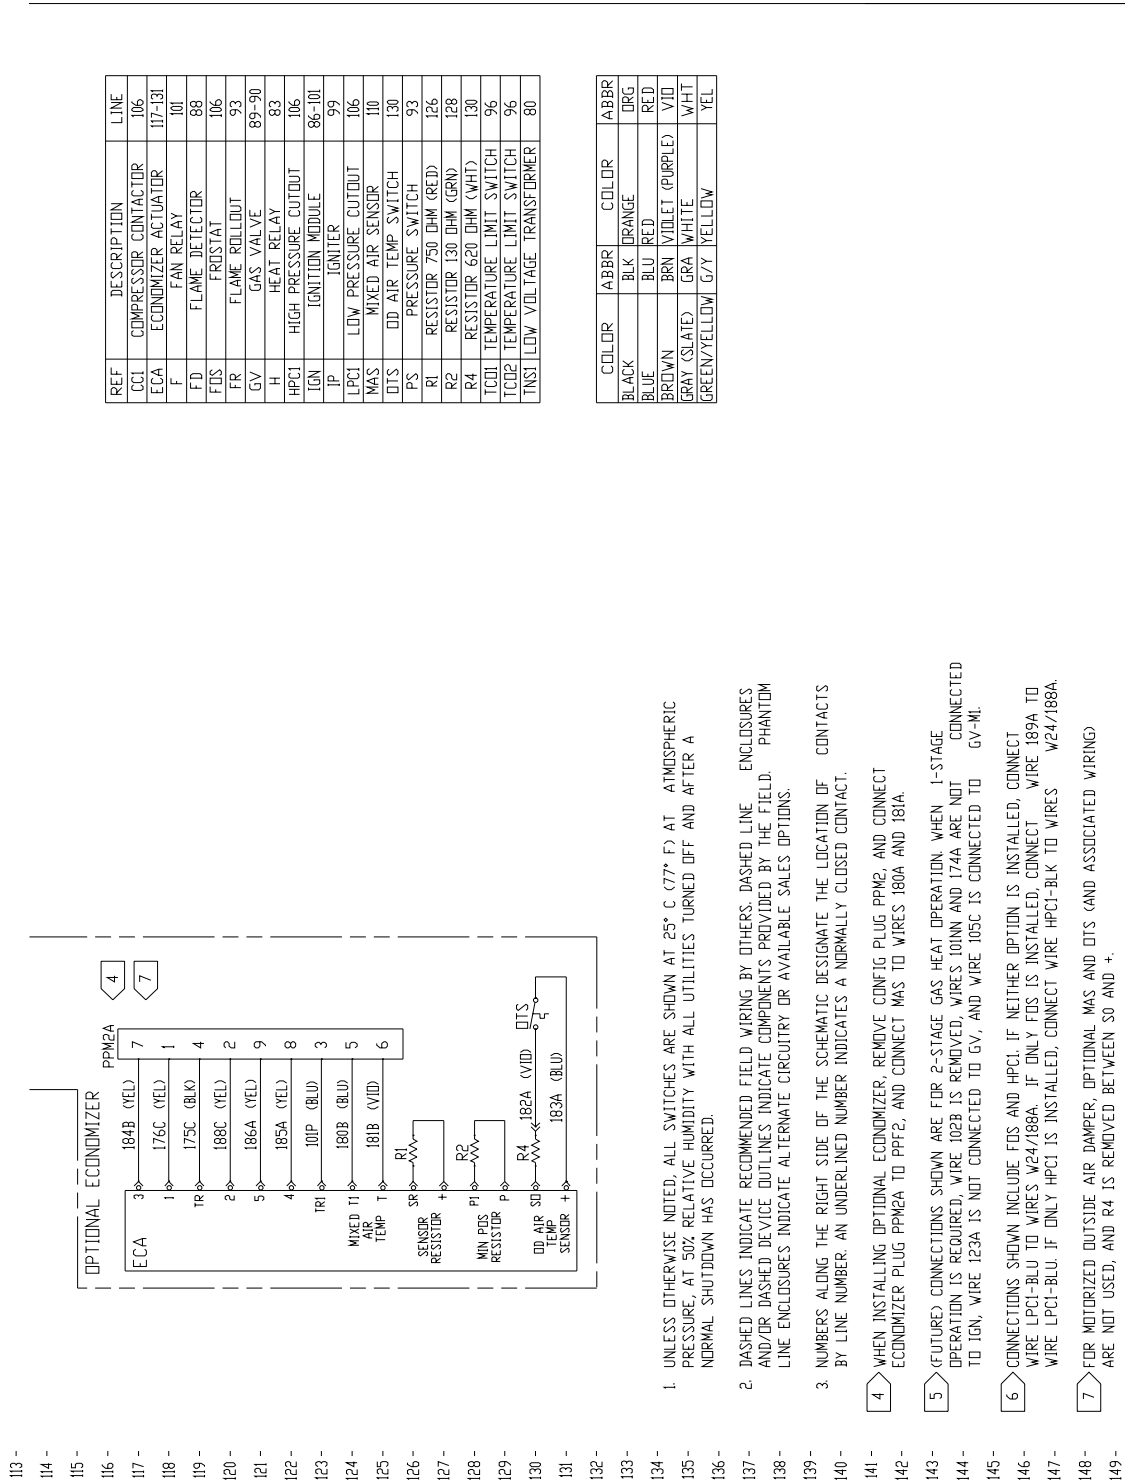 113
114
115
116
117
118
119
120
121
122
123
124
125
126
127
128
129
130
131
132
133
134
135
136
137
138
139
140
141
142
143
144
145
146
147
148
149
OPTIONAL ECONOMIZER
ECA
PPM2A
4
7
3 184B (YEL) 7
1 176C (YEL) 1
TR 175C (BLK) 4
2 188C (YEL) 2
5 186A (YEL) 9
4 185A (YEL) 8
TR1 101P (BLU) 3
MIXED AIR TEMP
T1 180B (BLU) 5
T 181B (VIO) 6
SENSOR RESISTOR
SR
+
R1
MIN POS RESISTOR
P1
P
R2
OD AIR TEMP SENSOR
SO
+
R4
182A (VIO)
183A (BLU)
OTS
5
1. UNLESS OTHERWISE NOTED, ALL SWITCHES ARE SHOWN AT 25° C (77° F) AT ATMOSPHERIC
PRESSURE, AT 50% RELATIVE HUMIDITY WITH ALL UTILITIES TURNED OFF AND AFTER A
NORMAL SHUTDOWN HAS OCCURRED.
2. DASHED LINES INDICATE RECOMMENDED FIELD WIRING BY OTHERS. DASHED LINE ENCLOSURES
AND/OR DASHED DEVICE OUTLINES INDICATE COMPONENTS PROVIDED BY THE FIELD. PHANTOM
LINE ENCLOSURES INDICATE ALTERNATE CIRCUITRY OR AVAILABLE SALES OPTIONS.
3. NUMBERS ALONG THE RIGHT SIDE OF THE SCHEMATIC DESIGNATE THE LOCATION OF CONTACTS
BY LINE NUMBER. AN UNDERLINED NUMBER INDICATES A NORMALLY CLOSED CONTACT.
4 WHEN INSTALLING OPTIONAL ECONOMIZER, REMOVE CONFIG PLUG PPM2, AND CONNECT
ECONOMIZER PLUG PPM2A TO PPF2, AND CONNECT MAS TO WIRES 180A AND 181A.
5 (FUTURE) CONNECTIONS SHOWN ARE FOR 2-STAGE GAS HEAT OPERATION. WHEN 1-STAGE
OPERATION IS REQUIRED, WIRE 102B IS REMOVED, WIRES 101NN AND 174A ARE NOT CONNECTED
TO IGN, WIRE 123A IS NOT CONNECTED TO GV, AND WIRE 105C IS CONNECTED TO GV-M1.
6 CONNECTIONS SHOWN INCLUDE FOS AND HPC1. IF NEITHER OPTION IS INSTALLED, CONNECT
WIRE LPC1-BLU TO WIRES W24/188A. IF ONLY FOS IS INSTALLED, CONNECT WIRE 189A TO
WIRE LPC1-BLU. IF ONLY HPC1 IS INSTALLED, CONNECT WIRE HPC1-BLK TO WIRES W24/188A.
7 FOR MOTORIZED OUTSIDE AIR DAMPER, OPTIONAL MAS AND OTS (AND ASSOCIATED WIRING)
ARE NOT USED, AND R4 IS REMOVED BETWEEN SO AND +.
REF DESCRIPTION LINE
CC1 COMPRESSOR CONTACTOR 106
ECA ECONOMIZER ACTUATOR 117-131
F FAN RELAY 101
FD FLAME DETECTOR 88
FOS FROSTAT 106
FR FLAME ROLLOUT 93
GV GAS VALVE 89-90
H HEAT RELAY 83
HPC1 HIGH PRESSURE CUTOUT 106
IGN IGNITION MODULE 86-101
IP IGNITER 99
LPC1 LOW PRESSURE CUTOUT 106
MAS MIXED AIR SENSOR 110
OTS OD AIR TEMP SWITCH 130
PS PRESSURE SWITCH 93
R1 RESISTOR 750 OHM (RED) 126
R2 RESISTOR 130 OHM (GRN) 128
R4 RESISTOR 620 OHM (WHT) 130
TCO1 TEMPERATURE LIMIT SWITCH 96
TCO2 TEMPERATURE LIMIT SWITCH 96
TNS1 LOW VOLTAGE TRANSFORMER 80
COLOR ABBR COLOR ABBR
BLACK BLK ORANGE ORG
BLUE BLU RED RED
BROWN BRN VIOLET (PURPLE) VIO
GRAY (SLATE) GRA WHITE WHT
GREEN/YELLOW G/Y YELLOW YEL